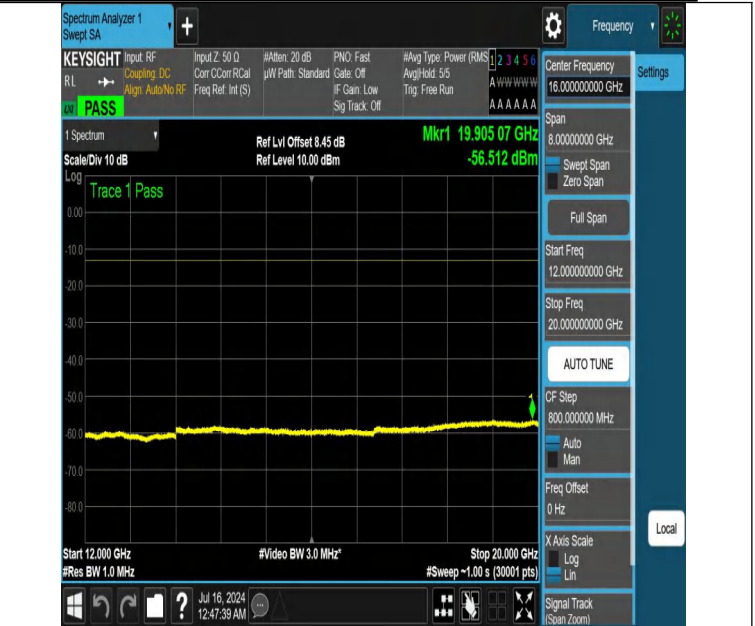 Spectrum Analyzer 1
Swept SA
Frequency
KEYSIGHT
RL
PASS
Input: RF
Coupling: DC
Align: Auto/No RF
Input Z: 50 Ω
Corr CCorr RCal
Freq Ref: Int (S)
#Atten: 20 dB
µW Path: Standard
PNO: Fast
Gate: Off
IF Gain: Low
Sig Track: Off
#Avg Type: Power (RMS
Avg|Hold: 5/5
Trig: Free Run
1 2 3 4 5 6
A W W W W W
A A A A A A
1 Spectrum
Scale/Div 10 dB
Ref Lvl Offset 8.45 dB
Ref Level 10.00 dBm
Mkr1 19.905 07 GHz
-56.512 dBm
Log
Trace 1 Pass
0.00
-10.0
-20.0
-30.0
-40.0
-50.0
-60.0
-70.0
-80.0
1
Start 12.000 GHz
#Res BW 1.0 MHz
#Video BW 3.0 MHz*
Stop 20.000 GHz
#Sweep ~1.00 s (30001 pts)
Jul 16, 2024
12:47:39 AM
Center Frequency
16.000000000 GHz
Settings
Span
8.00000000 GHz
Swept Span
Zero Span
Full Span
Start Freq
12.000000000 GHz
Stop Freq
20.000000000 GHz
AUTO TUNE
CF Step
800.000000 MHz
Auto
Man
Freq Offset
0 Hz
X Axis Scale
Log
Lin
Local
Signal Track
(Span Zoom)